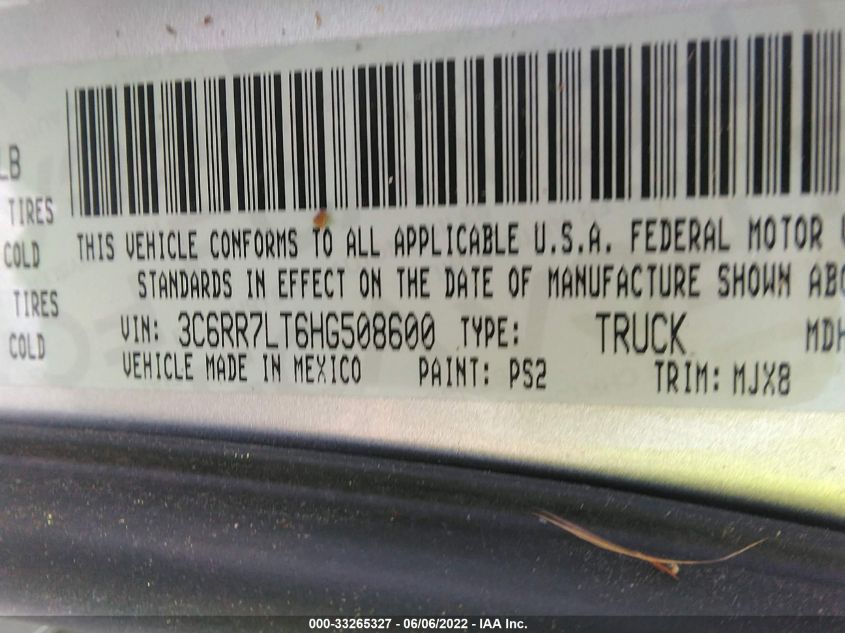 LB
TIRES
COLD
THIS VEHICLE CONFORMS TO ALL APPLICABLE U.S.A. FEDERAL MOTOR
STANDARDS IN EFFECT ON THE DATE OF MANUFACTURE SHOWN ABO
TIRES
COLD
VIN: 3C6RR7LT6HG508600 TYPE: TRUCK MDH
VEHICLE MADE IN MEXICO PAINT: PS2 TRIM: MJX8
000-33265327 - 06/06/2022 - IAA Inc.